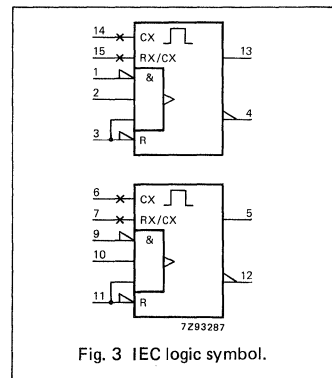 14 CX 13
15 RX/CX
1 &
2
4
3 R
6 CX
7 RX/CX 5
9 &
10
12
11 R
7Z93287
Fig. 3 IEC logic symbol.